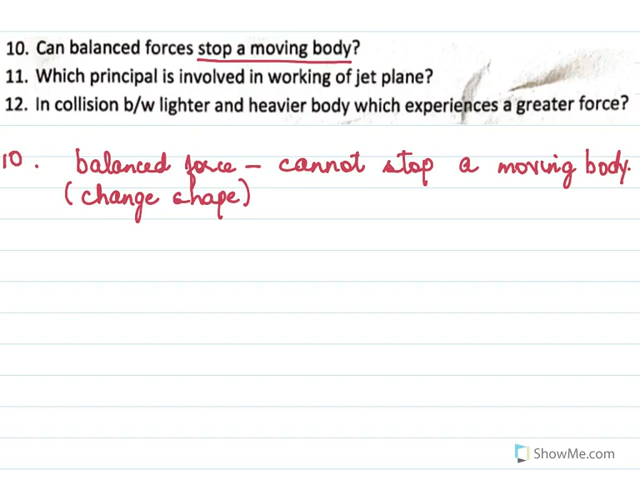 10. Can balanced forces stop a moving body?
11. Which principal is involved in working of jet plane?
12. In collision b/w lighter and heavier body which experiences a greater force?
10. balanced force – cannot stop a moving body.
(change shape)
ShowMe.com